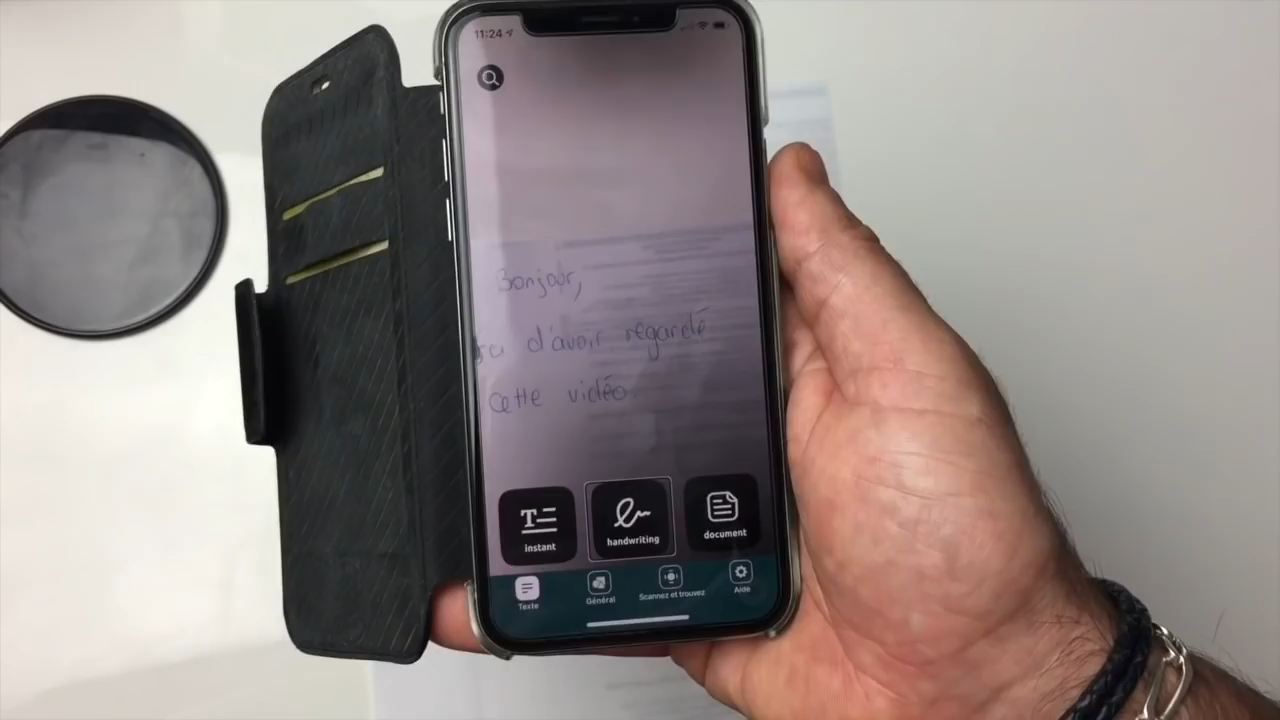 11:24
Bonjour,
d'avoir regardé
cette vidéo.
instant
handwriting
document
Texte
Général
Scannez et trouvez
Aide